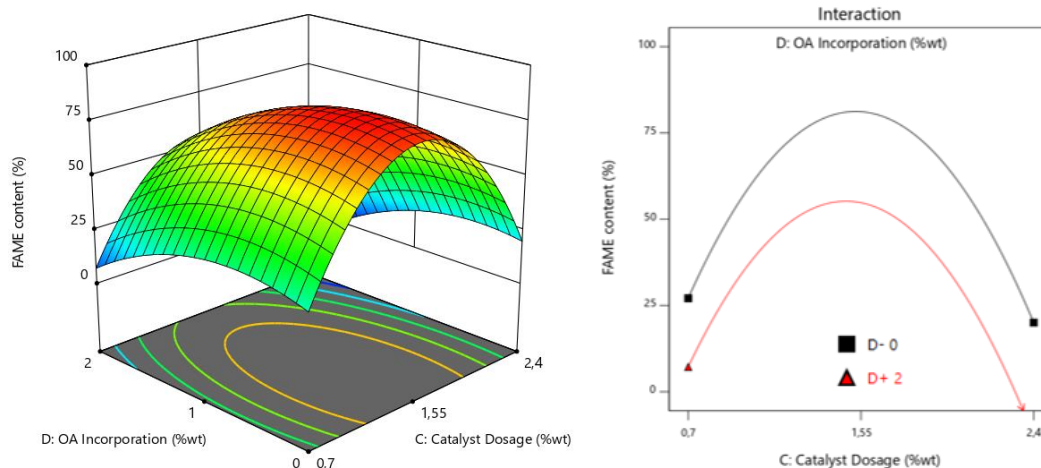 100
75
50
25
0
FAME content (%)
2
1
0
D: OA Incorporation (%wt)
0.7
1,55
2,4
C: Catalyst Dosage (%wt)
Interaction
D: OA Incorporation (%wt)
100
75
50
25
0
FAME content (%)
D- 0
D+ 2
0,7
1,55
2,4
C: Catalyst Dosage (%wt)